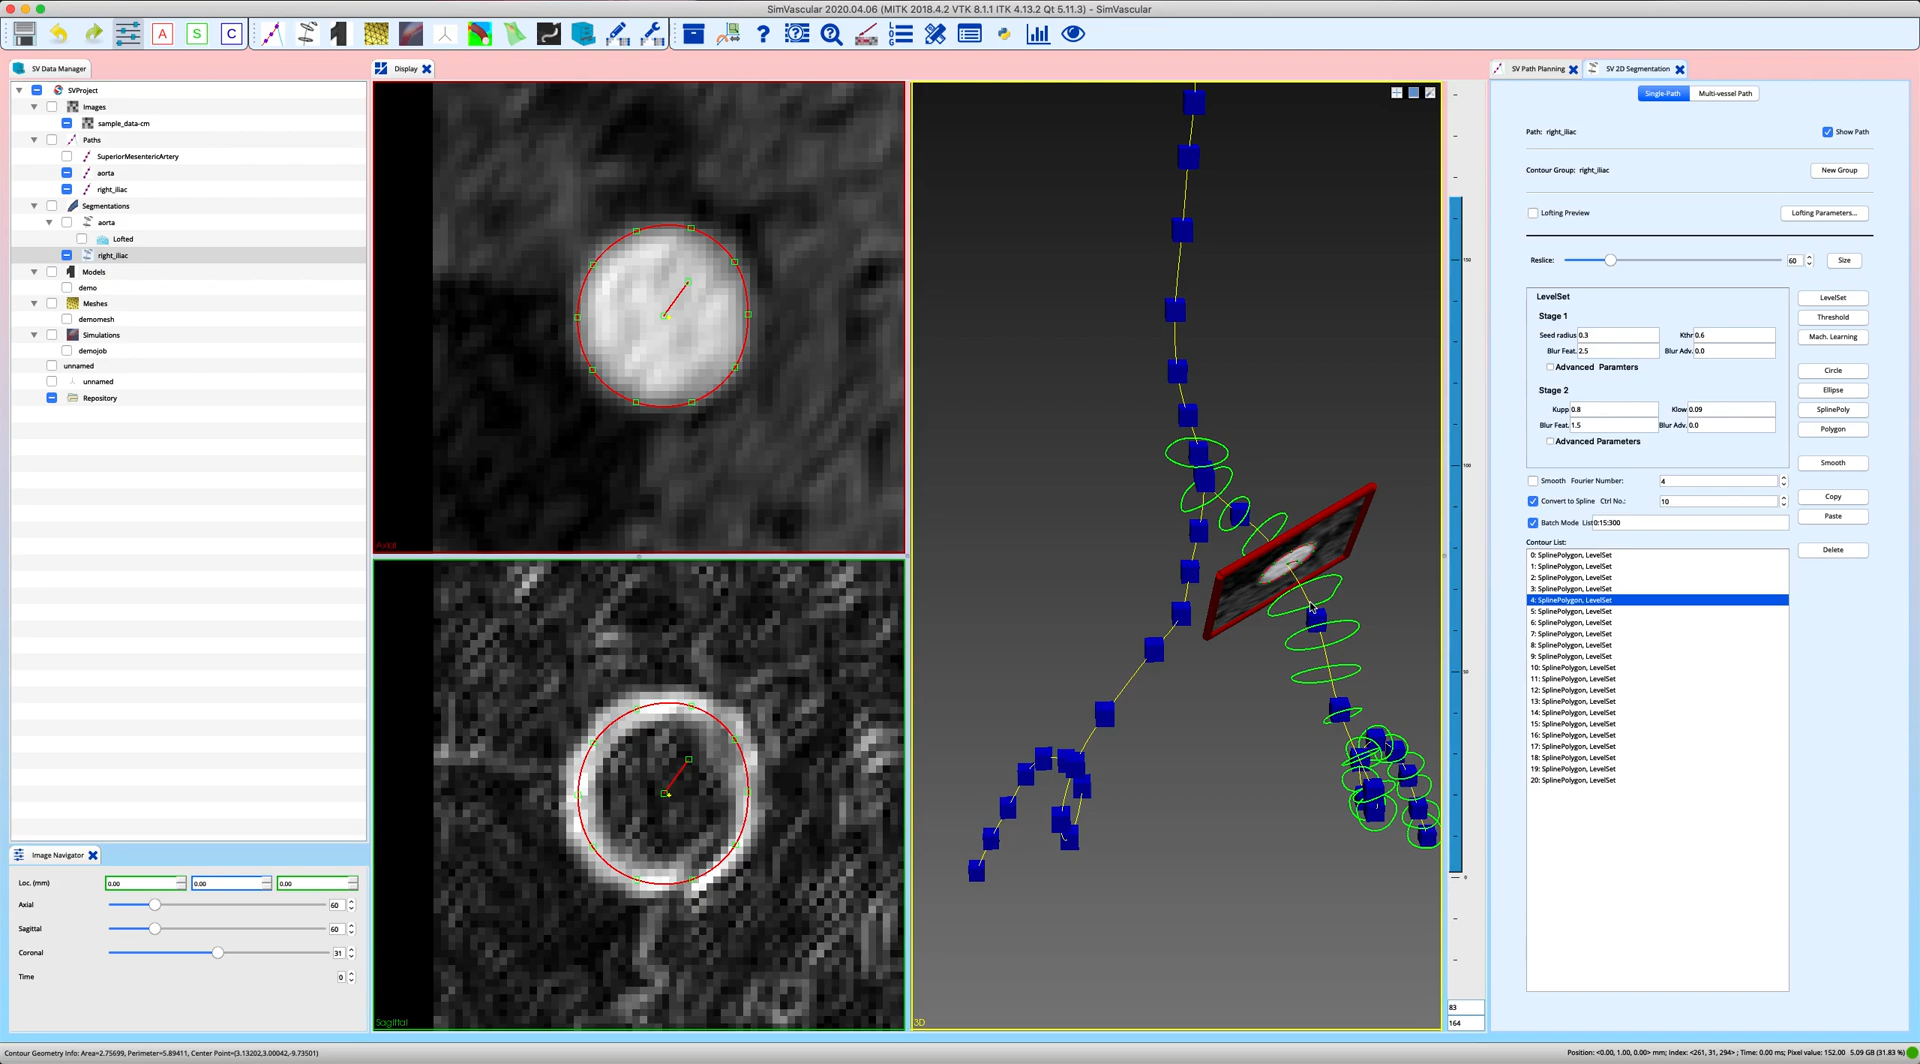 SimVascular 2020.04.06 (MITK 2018.4.2 VTK 8.1.1 ITK 4.13.2 Qt 5.11.3) - SimVascular
A S C
SV Data Manager
SVProject
Images
sample_data-cm
Paths
SuperiorMesentericArtery
aorta
right_iliac
Segmentations
aorta
Lofted
right_iliac
Models
demo
Meshes
demomesh
Simulations
demojob
unnamed
unnamed
Repository
Image Navigator
Loc. (mm) 0.00 0.00 0.00
Axial 60
Sagittal 60
Coronal 31
Time 0
Display
Axial
Sagittal
3D
150
100
50
0
83
164
SV Path Planning SV 2D Segmentation
Single-Path Multi-vessel Path
Path: right_iliac Show Path
Contour Group: right_iliac New Group
Lofting Preview Lofting Parameters...
Reslice: 60 Size
LevelSet
Stage 1
Seed radius 0.3 Kthr 0.6
Blur Feat. 2.5 Blur Adv. 0.0
Advanced Paramters
Stage 2
Kupp 0.8 Klow 0.09
Blur Feat. 1.5 Blur Adv. 0.0
Advanced Parameters
LevelSet
Threshold
Mach. Learning
Circle
Ellipse
SplinePoly
Polygon
Smooth
Copy
Paste
Delete
Smooth Fourier Number: 4
Convert to Spline Ctrl No.: 10
Batch Mode List 0:15:300
Contour List:
0: SplinePolygon, LevelSet
1: SplinePolygon, LevelSet
2: SplinePolygon, LevelSet
3: SplinePolygon, LevelSet
4: SplinePolygon, LevelSet
5: SplinePolygon, LevelSet
6: SplinePolygon, LevelSet
7: SplinePolygon, LevelSet
8: SplinePolygon, LevelSet
9: SplinePolygon, LevelSet
10: SplinePolygon, LevelSet
11: SplinePolygon, LevelSet
12: SplinePolygon, LevelSet
13: SplinePolygon, LevelSet
14: SplinePolygon, LevelSet
15: SplinePolygon, LevelSet
16: SplinePolygon, LevelSet
17: SplinePolygon, LevelSet
18: SplinePolygon, LevelSet
19: SplinePolygon, LevelSet
20: SplinePolygon, LevelSet
Contour Geometry Info: Area=2.75699, Perimeter=5.89411, Center Point=(3.13202,3.00042,-9.73501)
Position: <0.00, 1.00, 0.00> mm; Index: <261, 31, 294> ; Time: 0.00 ms; Pixel value: 152.00 5.09 GB (31.83 %)